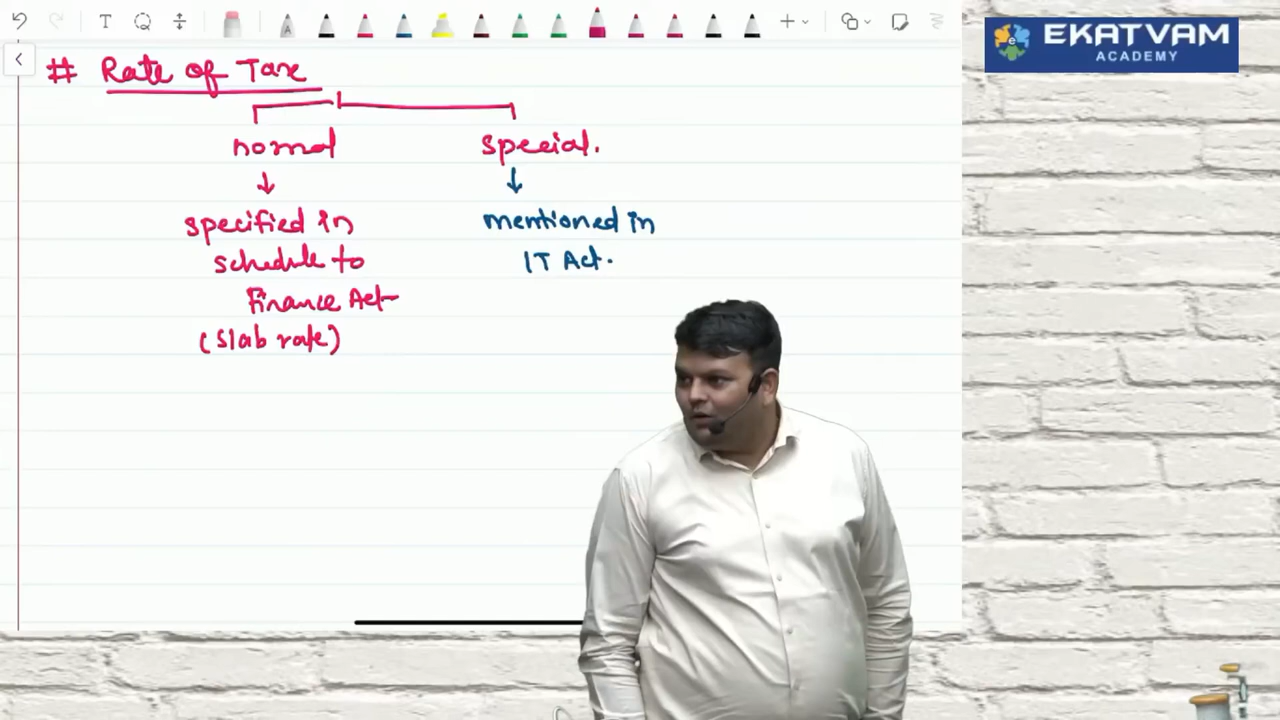 EKATVAM
ACADEMY
# Rate of Tax
normal
special.
specified in
schedule to
Finance Act
(slab rate)
mentioned in
IT Act.